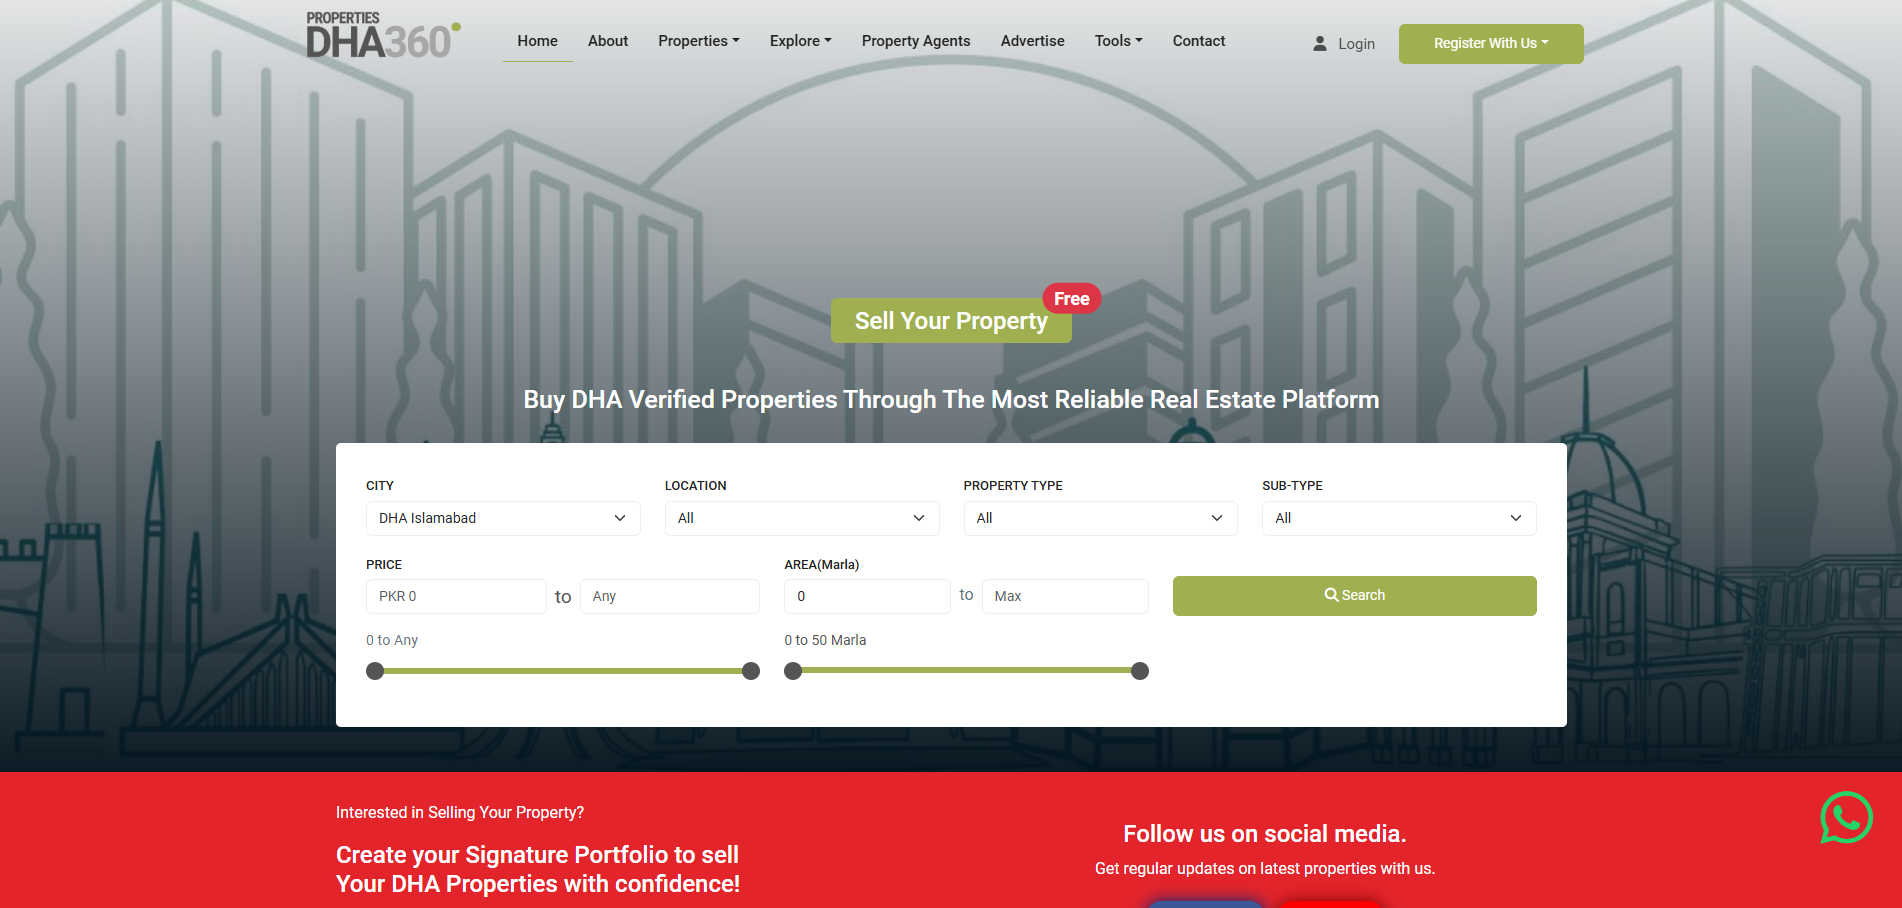 PROPERTIES
DHA360
Home About Properties Explore Property Agents Advertise Tools Contact
Login
Register With Us
Free
Sell Your Property
Buy DHA Verified Properties Through The Most Reliable Real Estate Platform
CITY LOCATION PROPERTY TYPE SUB-TYPE
DHA Islamabad All All All
PRICE AREA(Marla)
PKR 0 to Any 0 to Max Search
0 to Any 0 to 50 Marla
Interested in Selling Your Property?
Create your Signature Portfolio to sell
Your DHA Properties with confidence!
Follow us on social media.
Get regular updates on latest properties with us.